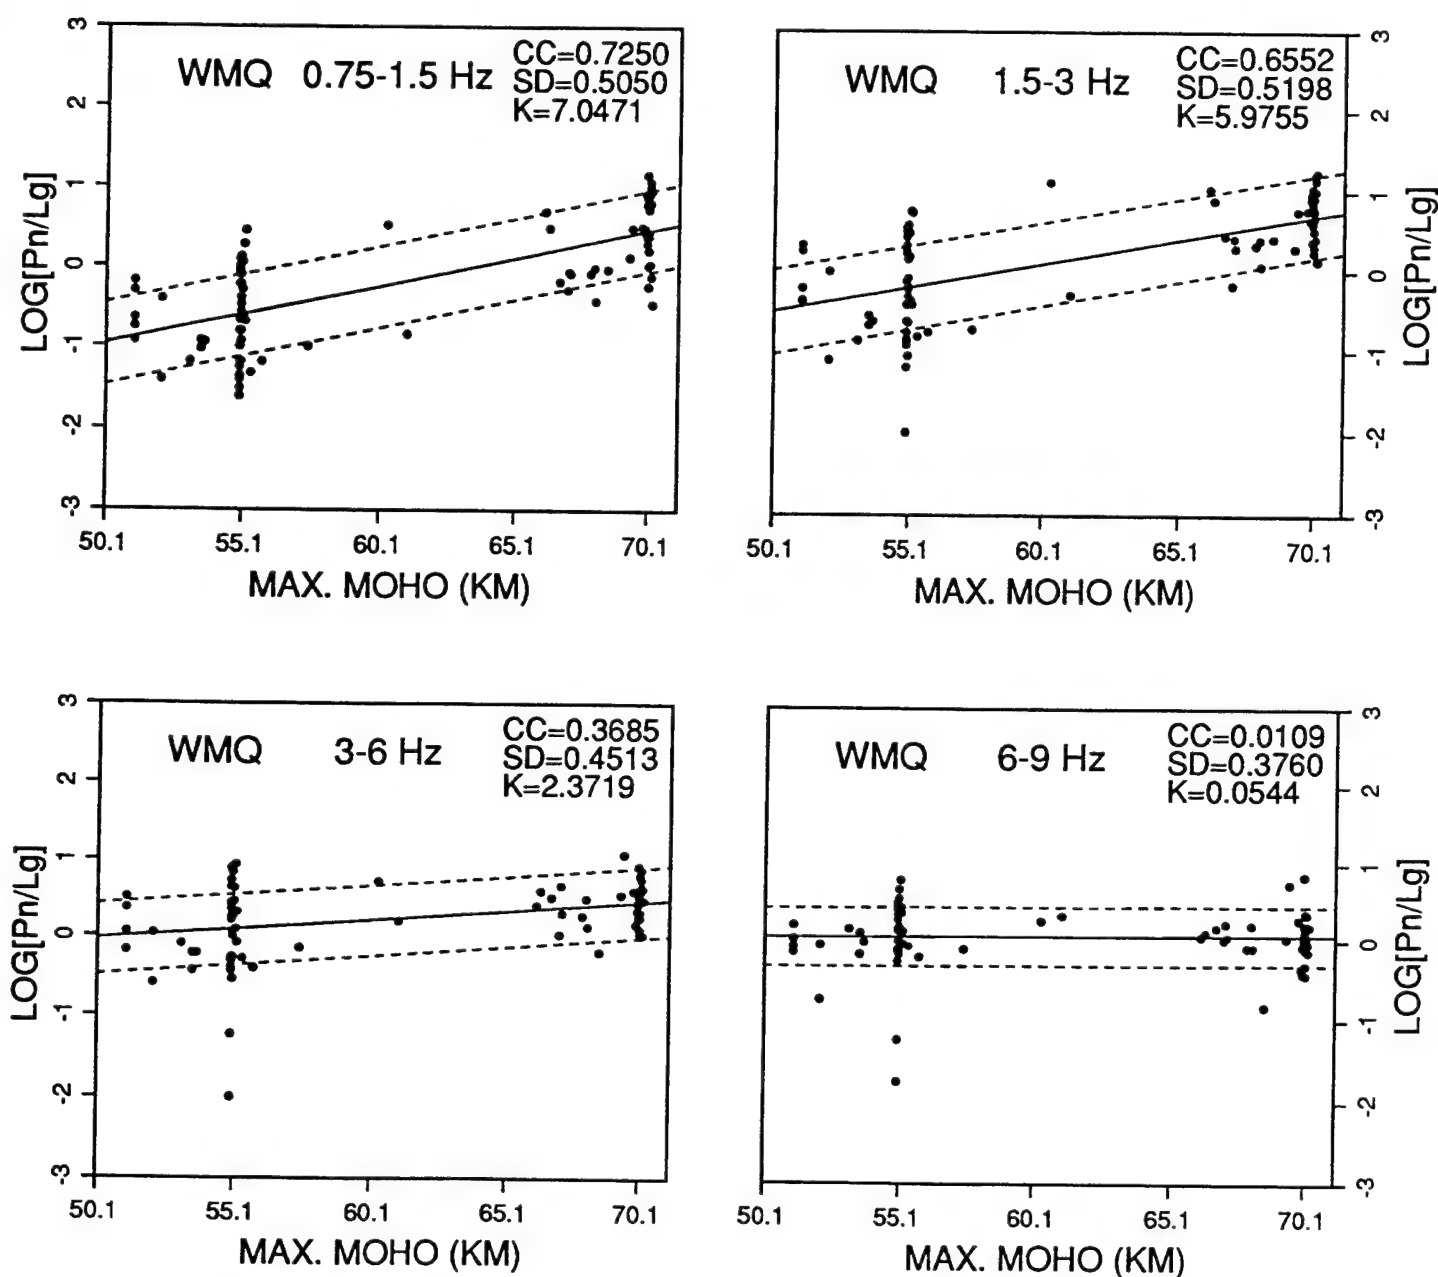 WMQ 0.75-1.5 Hz
CC=0.7250
SD=0.5050
K=7.0471
LOG[Pn/Lg]
3
2
1
0
-1
-2
-3
50.1 55.1 60.1 65.1 70.1
MAX. MOHO (KM)
WMQ 1.5-3 Hz
CC=0.6552
SD=0.5198
K=5.9755
3
2
1
0
-1
-2
-3
LOG[Pn/Lg]
50.1 55.1 60.1 65.1 70.1
MAX. MOHO (KM)
WMQ 3-6 Hz
CC=0.3685
SD=0.4513
K=2.3719
LOG[Pn/Lg]
3
2
1
0
-1
-2
-3
50.1 55.1 60.1 65.1 70.1
MAX. MOHO (KM)
WMQ 6-9 Hz
CC=0.0109
SD=0.3760
K=0.0544
3
2
1
0
-1
-2
-3
LOG[Pn/Lg]
50.1 55.1 60.1 65.1 70.1
MAX. MOHO (KM)